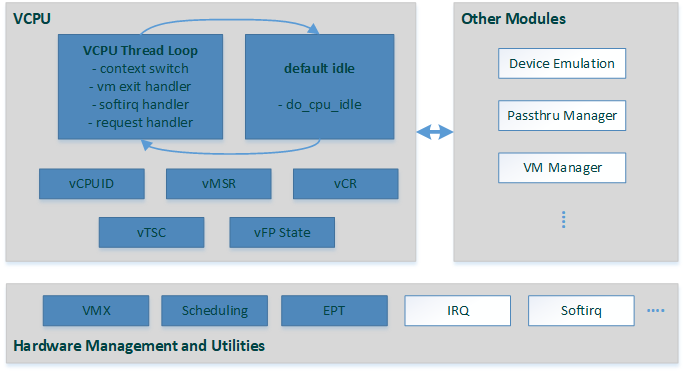 VCPU
VCPU Thread Loop
- context switch
- vm exit handler
- softirq handler
- request handler
default idle
- do_cpu_idle
vCPUID
vMSR
vCR
vTSC
vFP State
Other Modules
Device Emulation
Passthru Manager
VM Manager
VMX
Scheduling
EPT
IRQ
Softirq
Hardware Management and Utilities